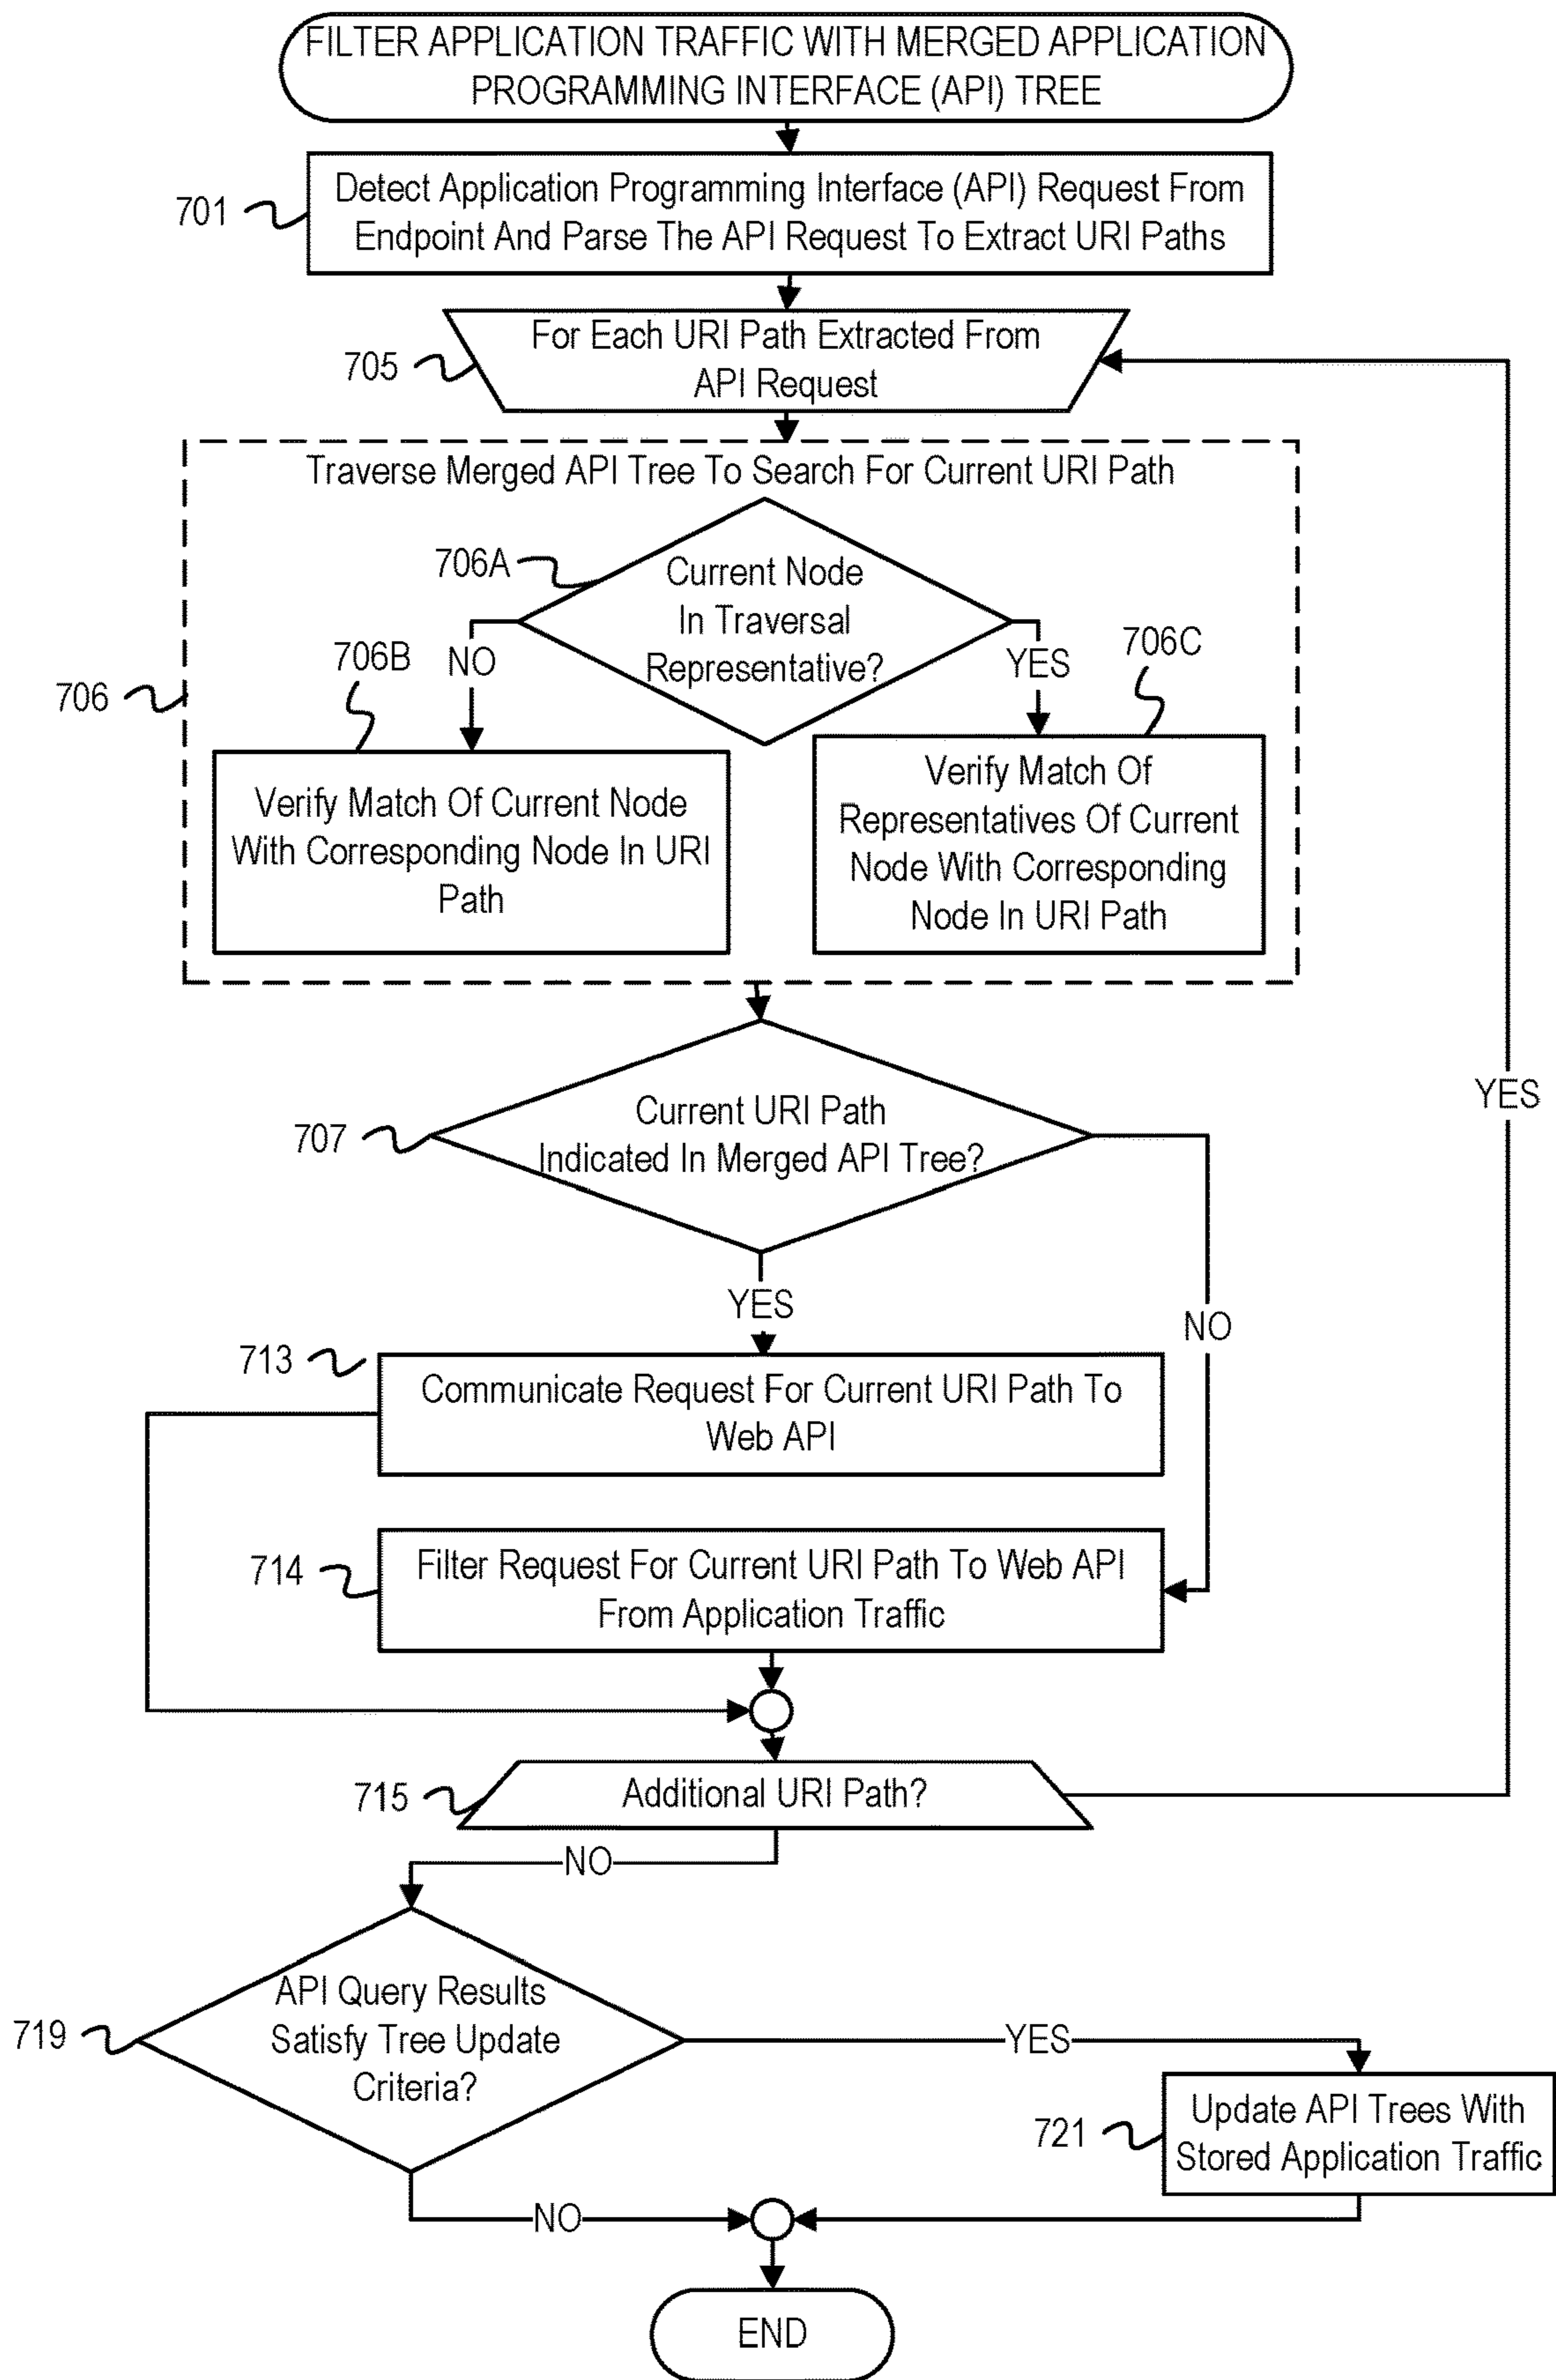 FILTER APPLICATION TRAFFIC WITH MERGED APPLICATION
PROGRAMMING INTERFACE (API) TREE
701
Detect Application Programming Interface (API) Request From
Endpoint And Parse The API Request To Extract URI Paths
705
For Each URI Path Extracted From
API Request
Traverse Merged API Tree To Search For Current URI Path
706A
Current Node
In Traversal
Representative?
706
706B
NO
YES
706C
Verify Match Of Current Node
With Corresponding Node In URI
Path
Verify Match Of
Representatives Of Current
Node With Corresponding
Node In URI Path
707
Current URI Path
Indicated In Merged API Tree?
YES
YES
NO
713
Communicate Request For Current URI Path To
Web API
714
Filter Request For Current URI Path To Web API
From Application Traffic
715
Additional URI Path?
NO
719
API Query Results
Satisfy Tree Update
Criteria?
YES
721
Update API Trees With
Stored Application Traffic
NO
END